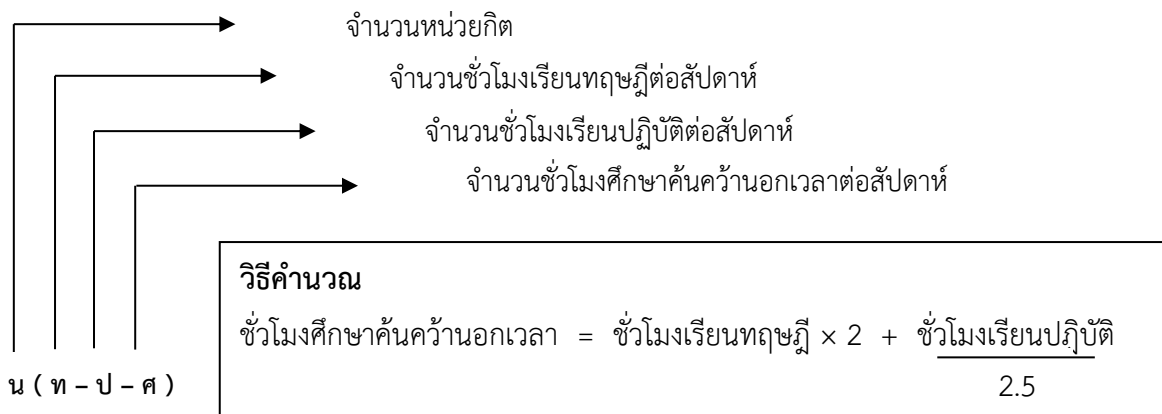 จำนวนหน่วยกิต
จำนวนชั่วโมงเรียนทฤษฎีต่อสัปดาห์
จำนวนชั่วโมงเรียนปฏิบัติต่อสัปดาห์
จำนวนชั่วโมงศึกษาค้นคว้านอกเวลาต่อสัปดาห์
วิธีคำนวณ
ชั่วโมงศึกษาค้นคว้านอกเวลา = ชั่วโมงเรียนทฤษฎี × 2 + ชั่วโมงเรียนปฏิบัติ
2.5
น ( ท – ป – ศ )